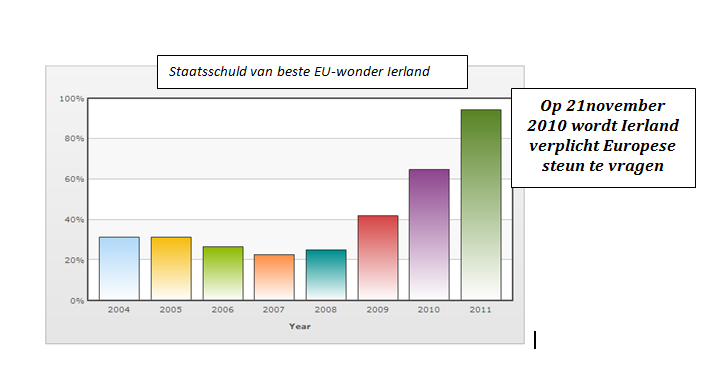 Staatsschuld van beste EU-wonder Ierland
Op 21november
2010 wordt Ierland
verplicht Europese
steun te vragen
100%
80%
60%
40%
20%
0%
2004 2005 2006 2007 2008 2009 2010 2011
Year